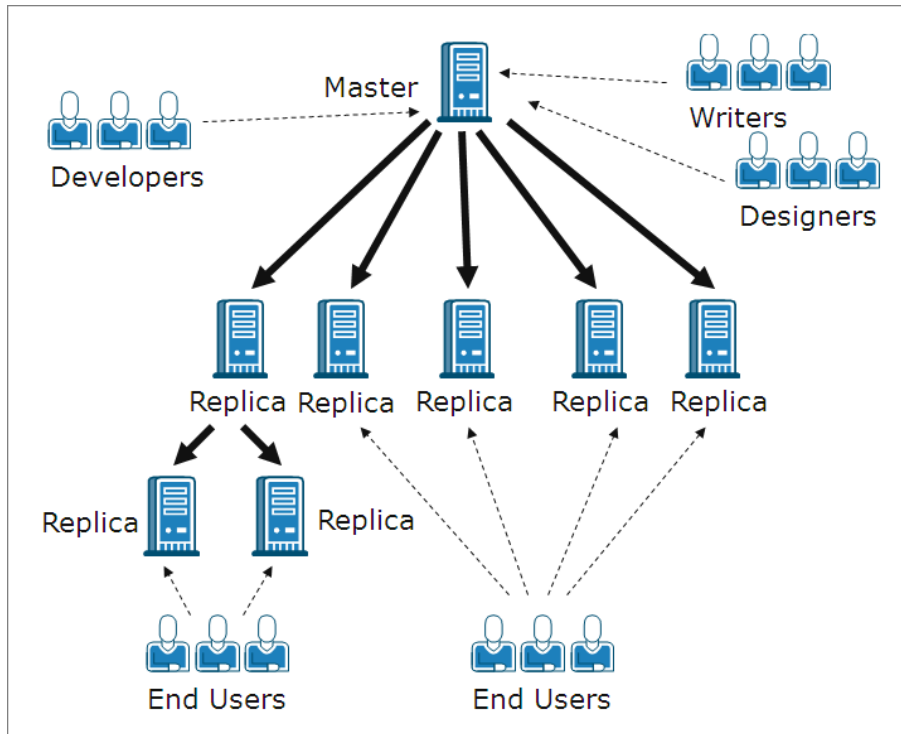 Master
Writers
Developers
Designers
Replica
Replica
Replica
Replica
Replica
Replica
Replica
End Users
End Users